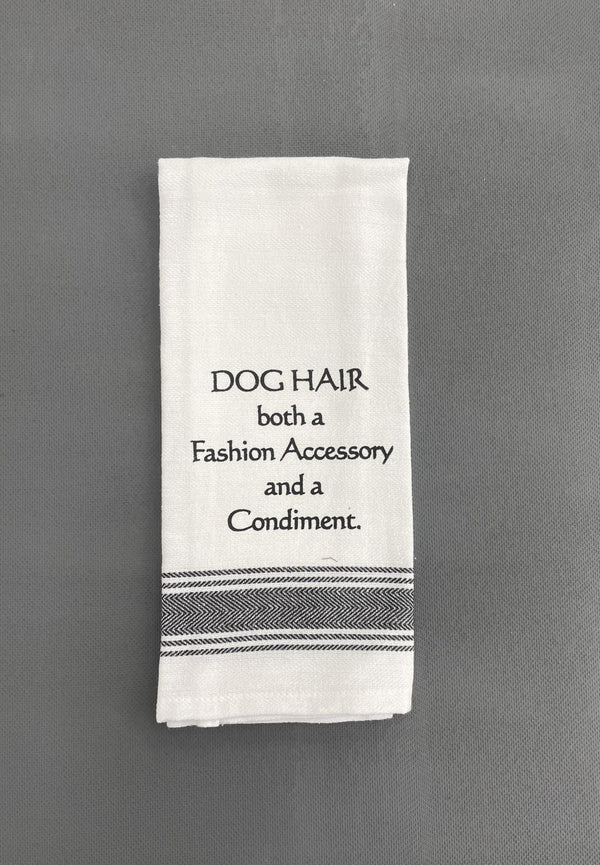 DOG HAIR
both a
Fashion Accessory
and a
Condiment.